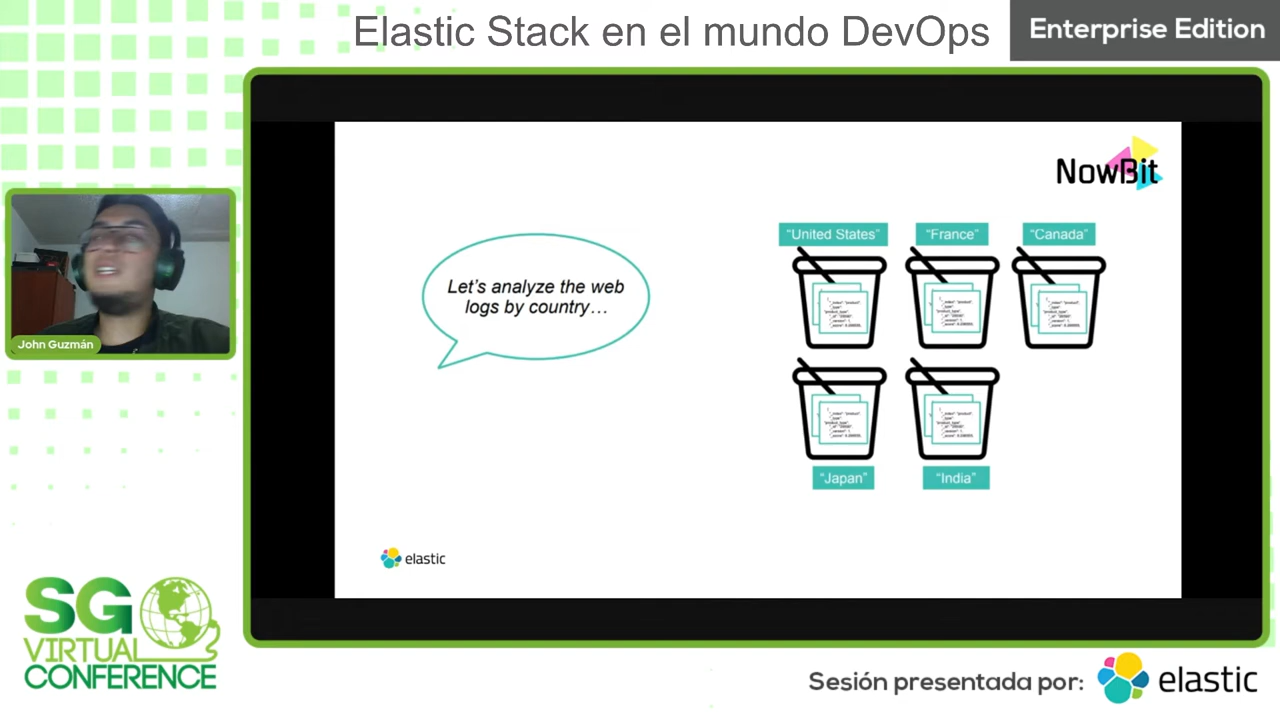 Elastic Stack en el mundo DevOps
Enterprise Edition
NowBit
"United States"
"France"
"Canada"
Let's analyze the web
logs by country…
John Guzmán
"Japan"
"India"
elastic
SG
VIRTUAL
CONFERENCE
Sesión presentada por:
elastic